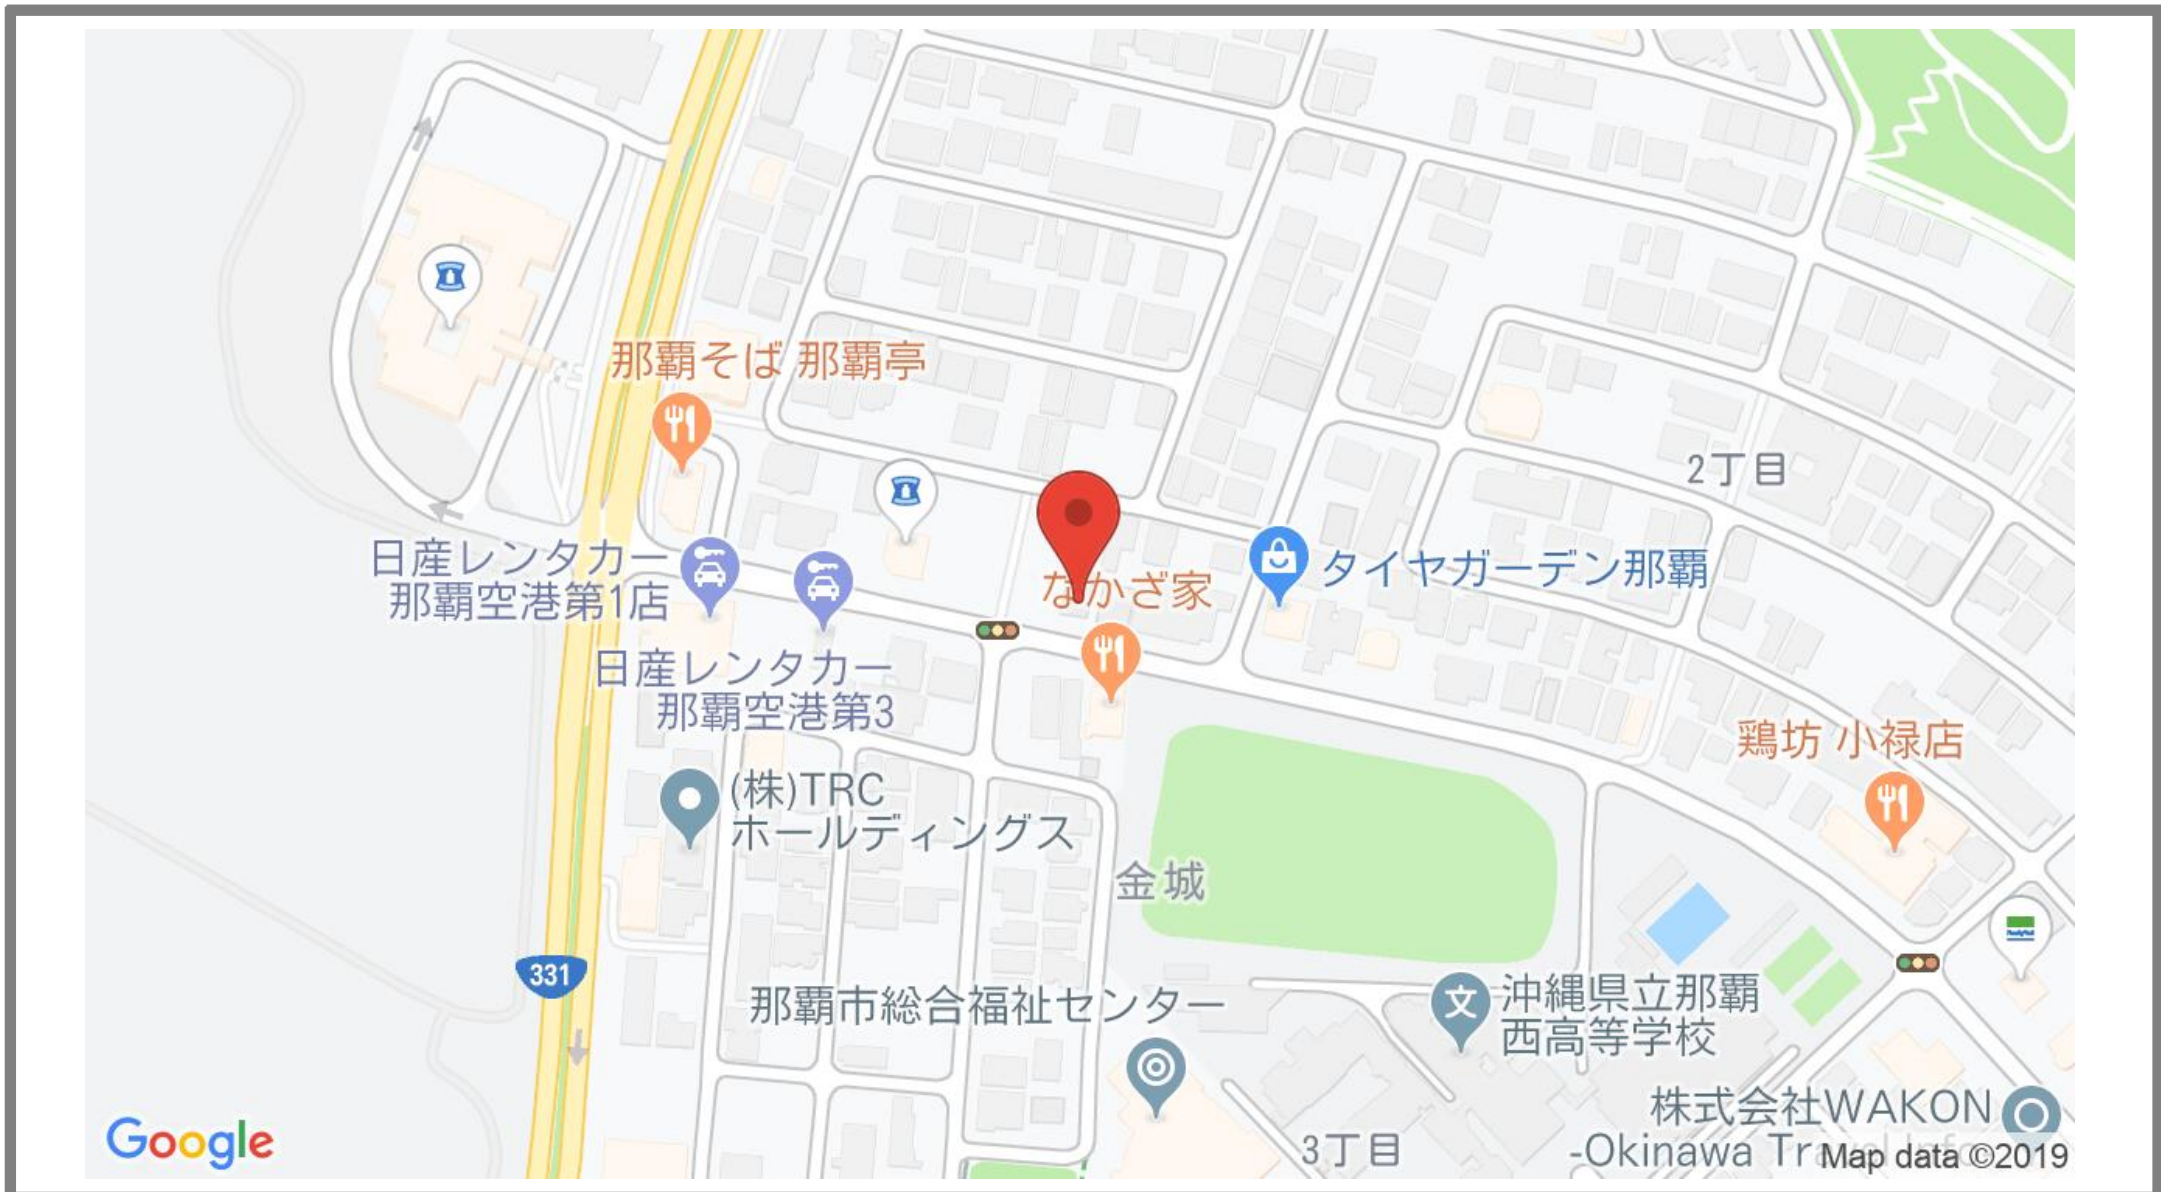 那覇そば 那覇亭
2丁目
日産レンタカー
那覇空港第1店
なかざ家
タイヤガーデン那覇
日産レンタカー
那覇空港第3
鶏坊 小禄店
(株)TRC
ホールディングス
金城
331
那覇市総合福祉センター
沖縄県立那覇
西高等学校
株式会社WAKON
-Okinawa
3丁目
Google
Map data ©2019